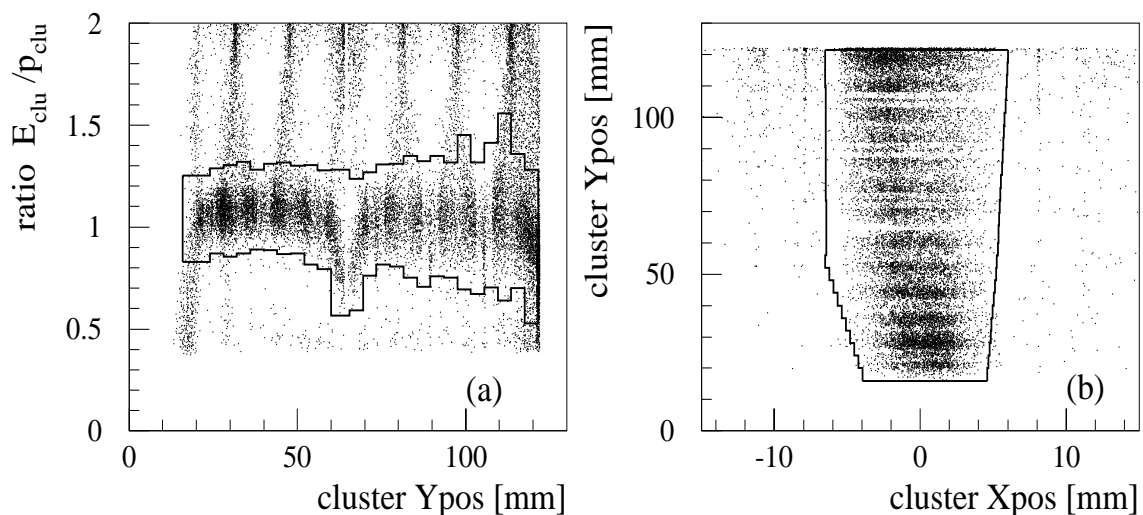 ratio E_clu /p_clu
2
1.5
1
0.5
0
0 50 100
cluster Ypos [mm]
(a)
cluster Ypos [mm]
100
50
0
-10 0 10
cluster Xpos [mm]
(b)